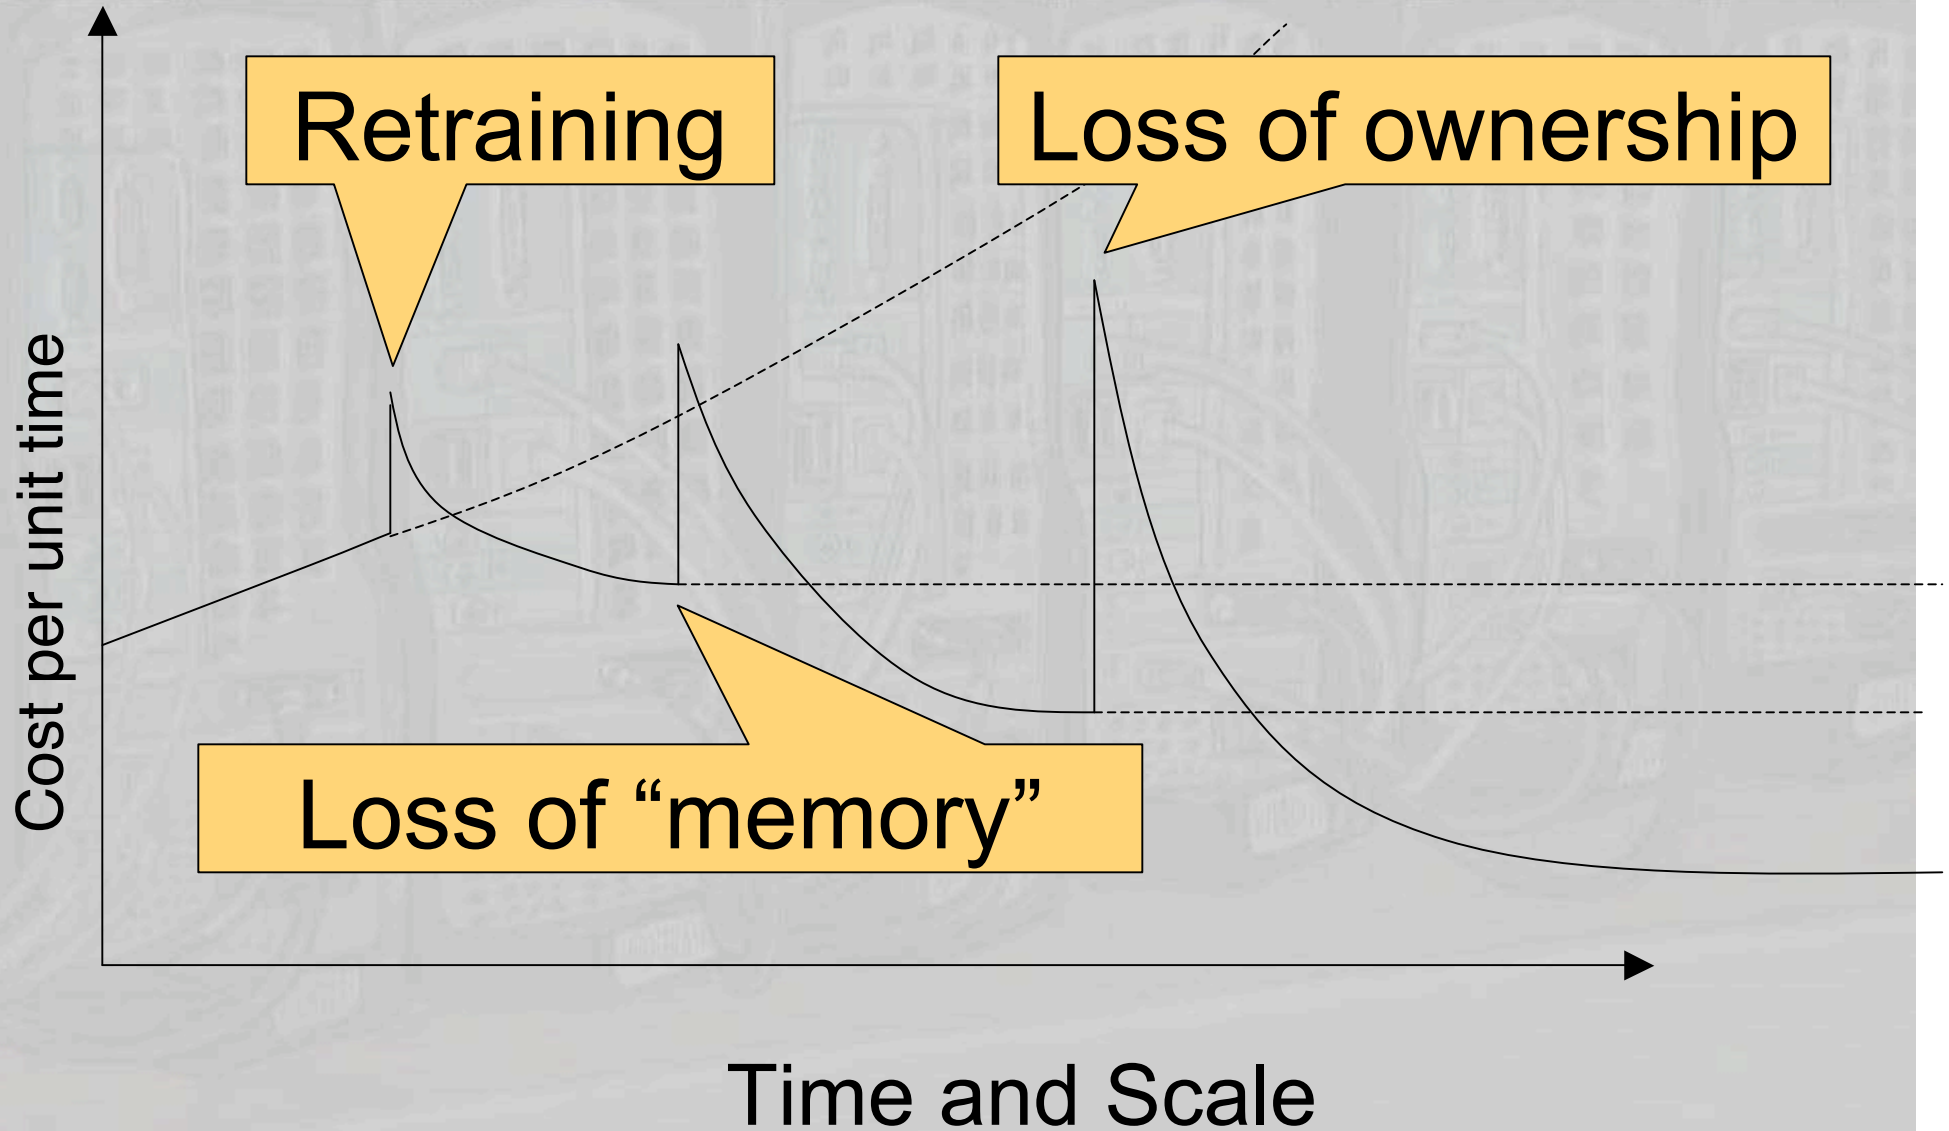 Retraining
Loss of ownership
Cost per unit time
Loss of “memory”
Time and Scale